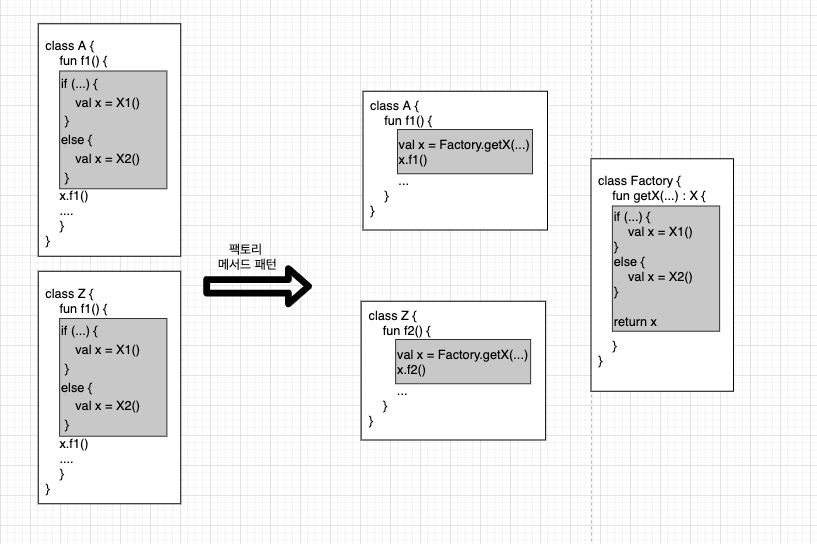 class A {
fun f1() {
if (...) {
val x = X1()
}
else {
val x = X2()
}
x.f1()
....
}
}
class Z {
fun f1() {
if (...) {
val x = X1()
}
else {
val x = X2()
}
x.f1()
....
}
}
팩토리
메서드 패턴
class A {
fun f1() {
val x = Factory.getX(...)
x.f1()
...
}
}
class Z {
fun f2() {
val x = Factory.getX(...)
x.f2()
...
}
}
class Factory {
fun getX(...) : X {
if (...) {
val x = X1()
}
else {
val x = X2()
}
return x
}
}